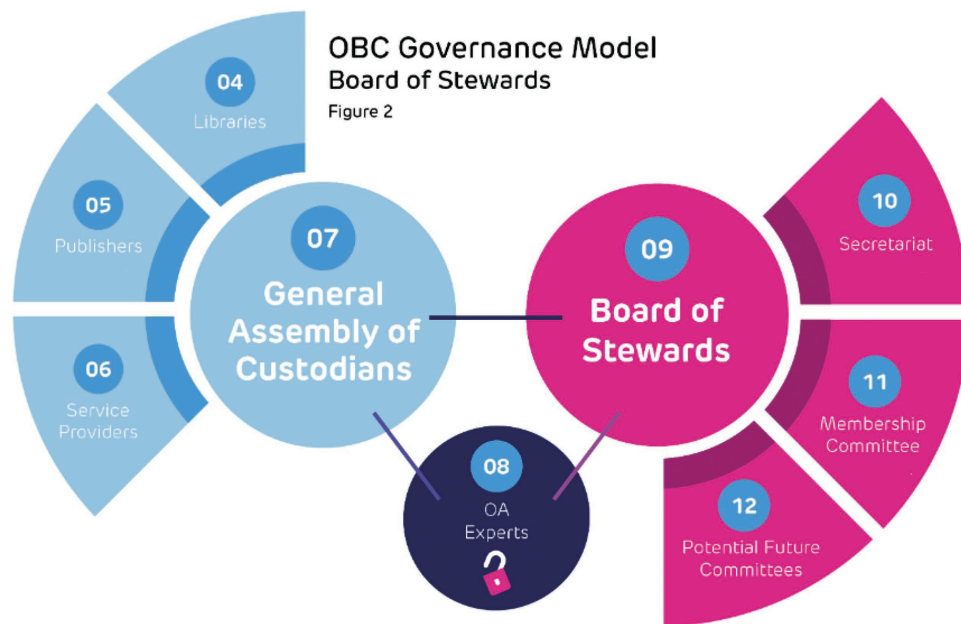 OBC Governance Model
Board of Stewards
Figure 2
04
Libraries
05
Publishers
06
Service
Providers
07
General
Assembly of
Custodians
08
OA
Experts
09
Board of
Stewards
10
Secretariat
11
Membership
Committee
12
Potential Future
Committees